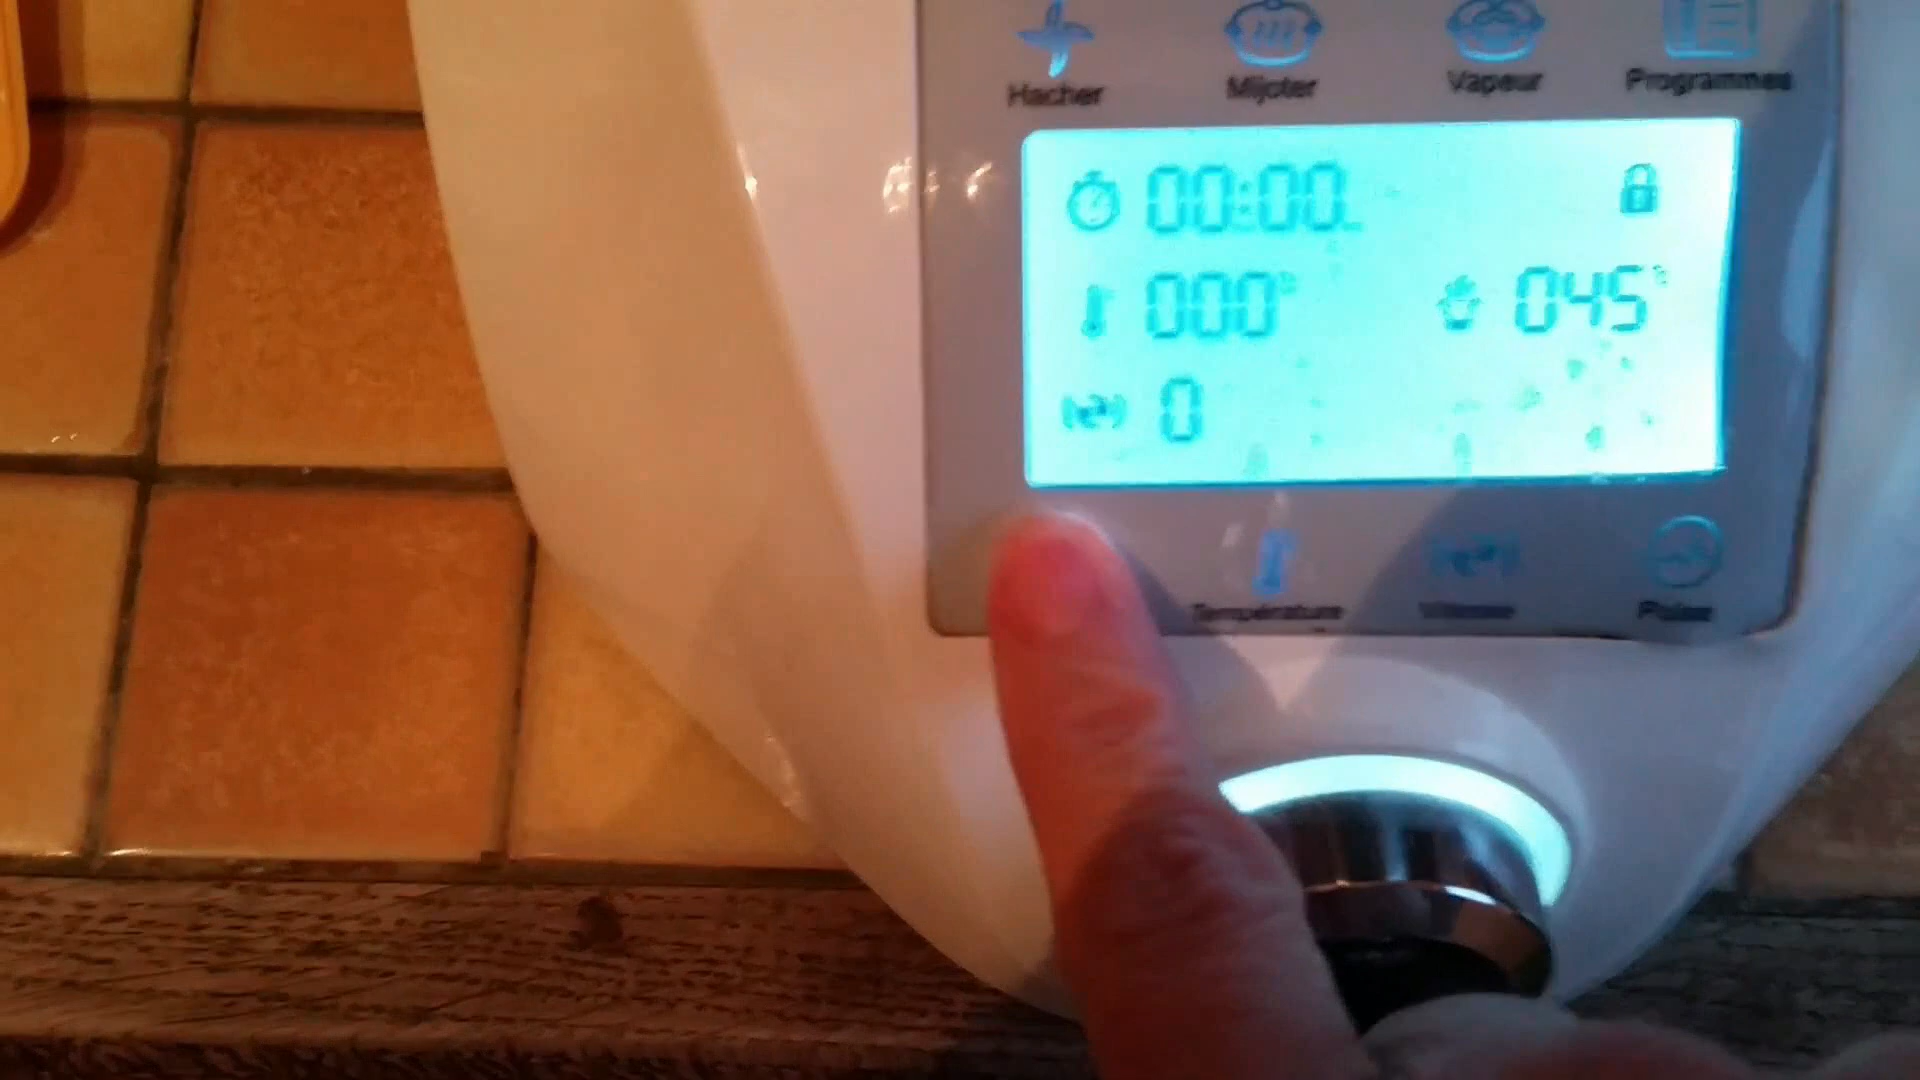 Hacher Mijoter Vapeur Programmes
00:00
000° 045°
0
Température Vitesse Pulse